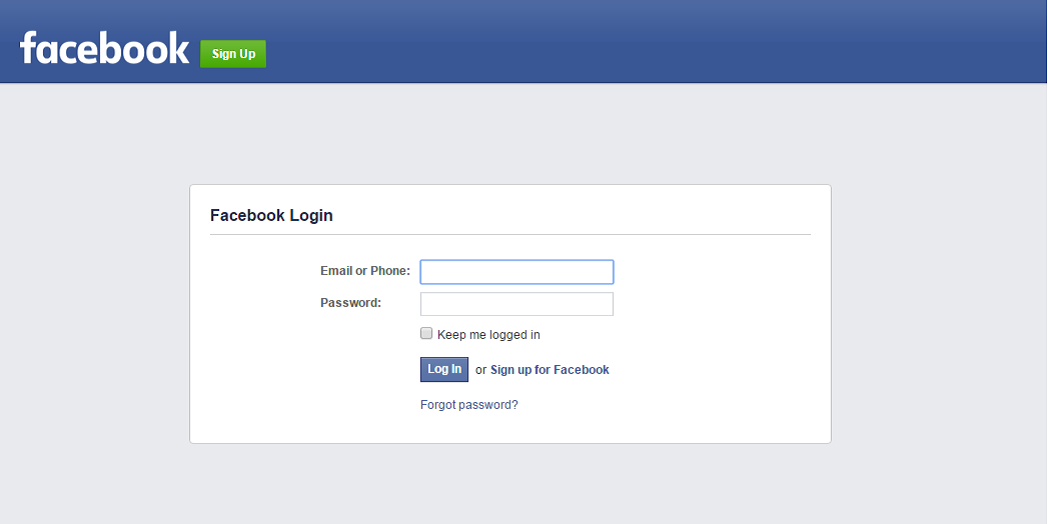 facebook Sign Up
Facebook Login
Email or Phone:
Password:
Keep me logged in
Log In or Sign up for Facebook
Forgot password?